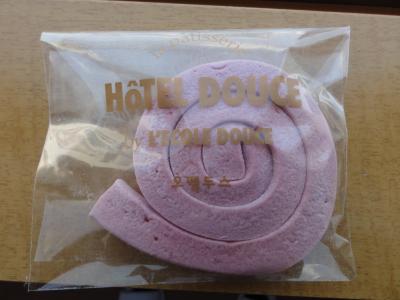 la Pâtisserie
HôTEL DOUCE
by L'ECOLE DOUCE
오뗄두스